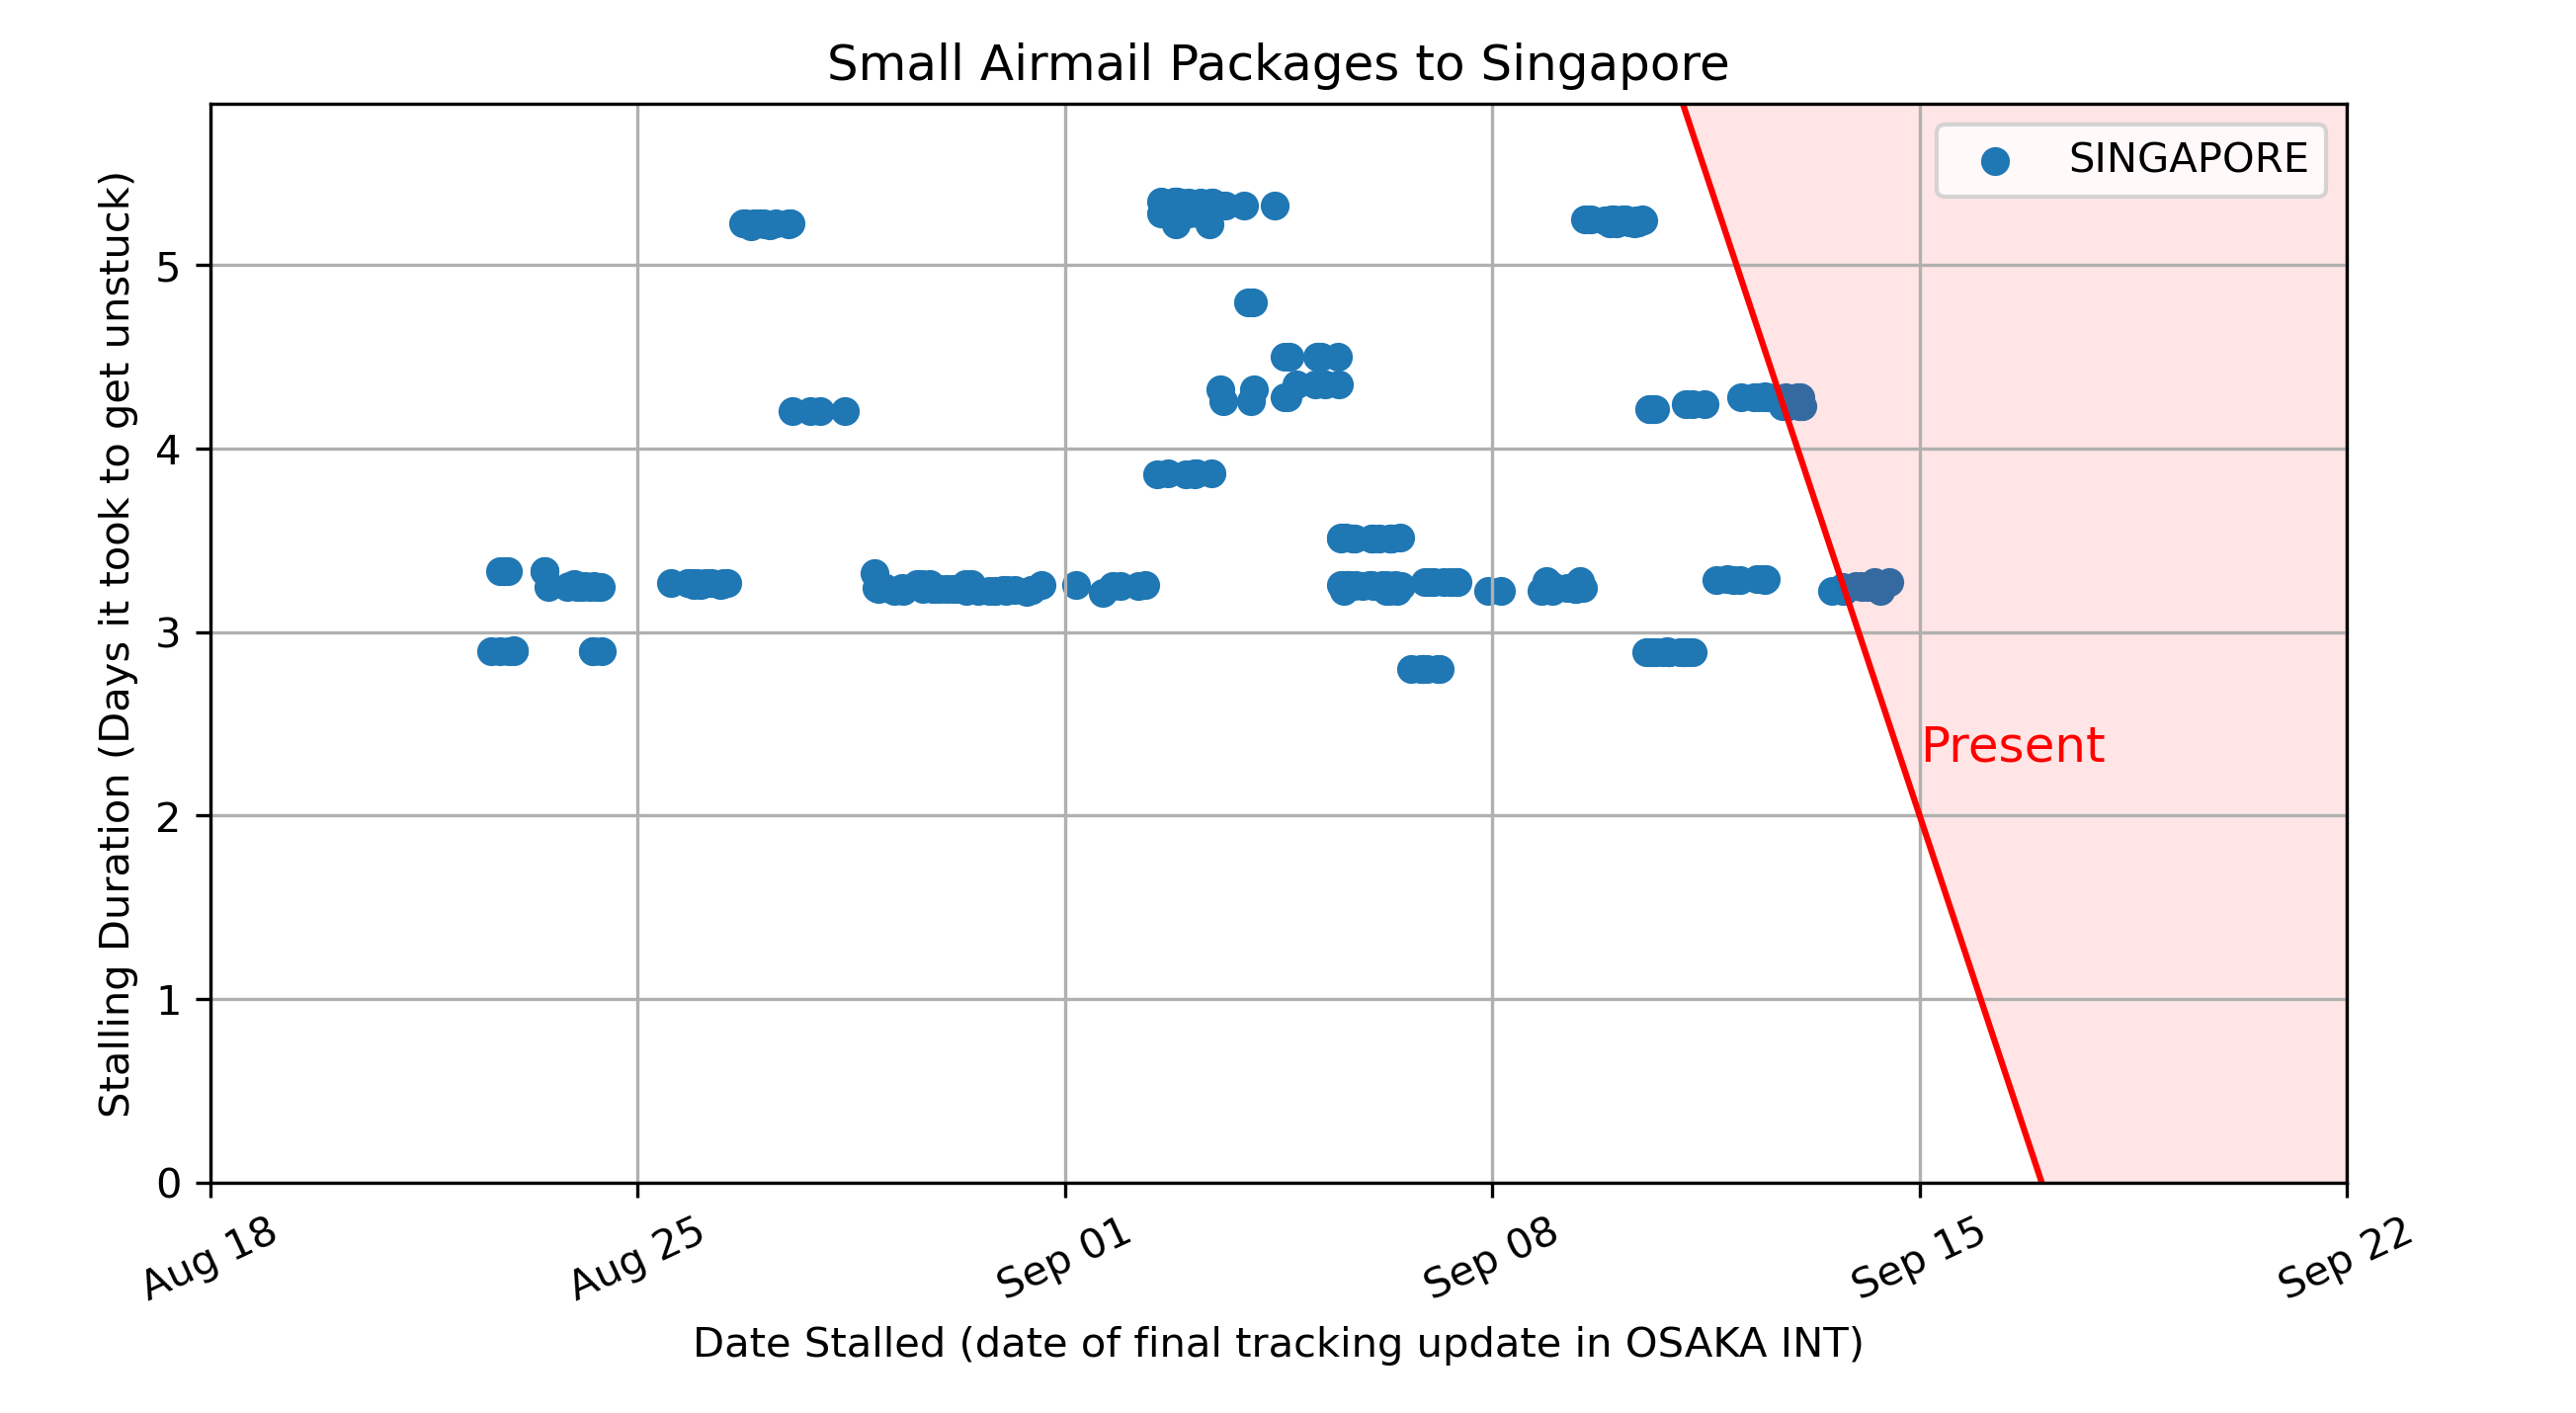 Small Airmail Packages to Singapore
SINGAPORE
Stalling Duration (Days it took to get unstuck)
5
4
3
2
1
0
Present
Aug 18
Aug 25
Sep 01
Sep 08
Sep 15
Sep 22
Date Stalled (date of final tracking update in OSAKA INT)